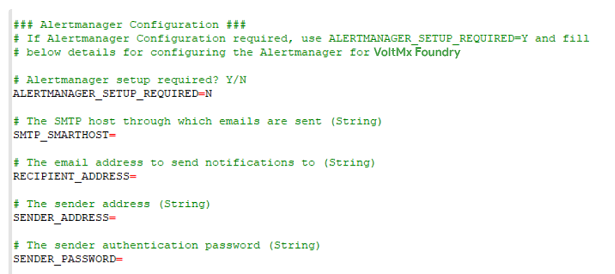 ### Alertmanager Configuration ###
# If Alertmanager Configuration required, use ALERTMANAGER_SETUP_REQUIRED=Y and fill
# below details for configuring the Alertmanager for VoltMx Foundry
# Alertmanager setup required? Y/N
ALERTMANAGER_SETUP_REQUIRED=N
# The SMTP host through which emails are sent (String)
SMTP_SMARTHOST=
# The email address to send notifications to (String)
RECIPIENT_ADDRESS=
# The sender address (String)
SENDER_ADDRESS=
# The sender authentication password (String)
SENDER_PASSWORD=